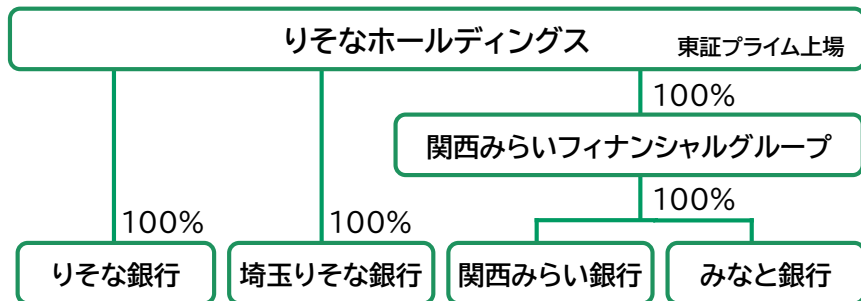 りそなホールディングス 東証プライム上場
100%
関西みらいフィナンシャルグループ
100% 100% 100%
りそな銀行 埼玉りそな銀行 関西みらい銀行 みなと銀行